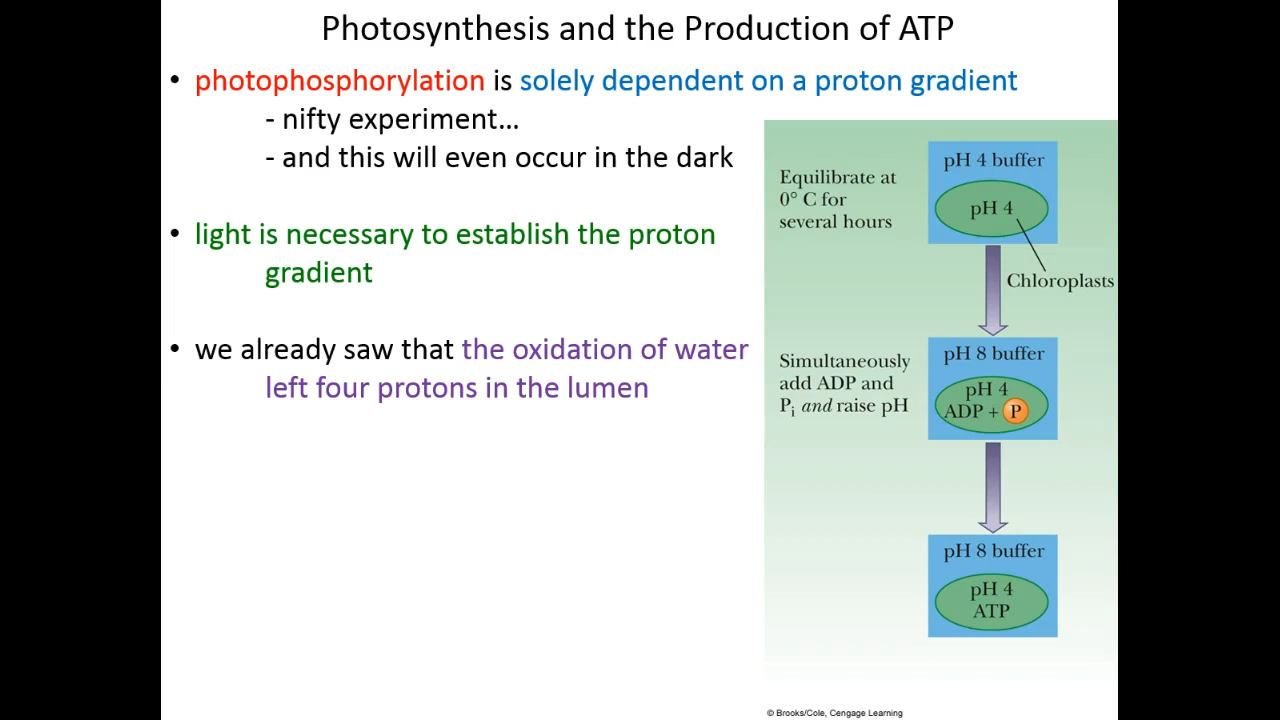 Photosynthesis and the Production of ATP
• photophosphorylation is solely dependent on a proton gradient
- nifty experiment…
- and this will even occur in the dark
• light is necessary to establish the proton
gradient
• we already saw that the oxidation of water
left four protons in the lumen
Equilibrate at
0° C for
several hours
pH 4 buffer
pH 4
Chloroplasts
Simultaneously
add ADP and
Pi and raise pH
pH 8 buffer
pH 4
ADP + P
pH 8 buffer
pH 4
ATP
© Brooks/Cole, Cengage Learning